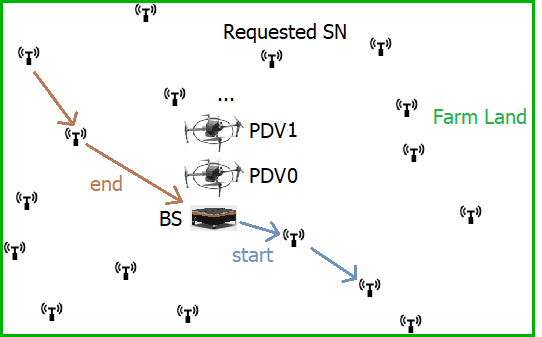 Requested SN
...
PDV1
Farm Land
PDV0
end
BS
start